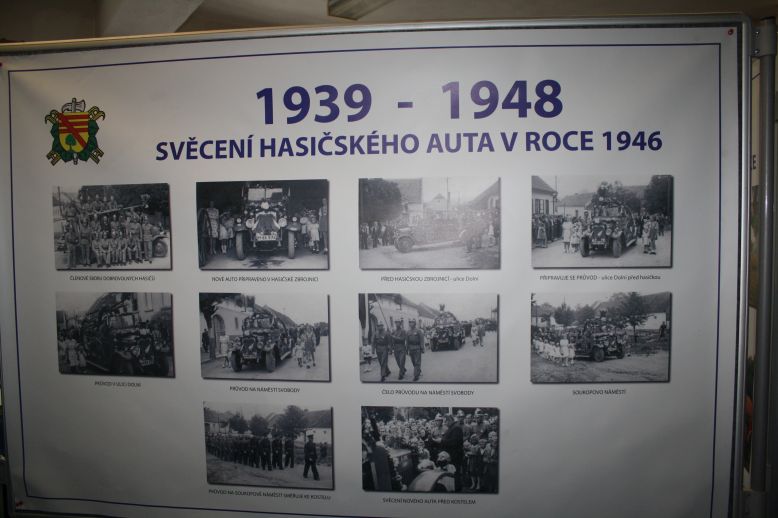 1939 - 1948
SVĚCENÍ HASIČSKÉHO AUTA V ROCE 1946
ČLENOVÉ SBORU DOBROVOLNÝCH HASIČŮ
NOVÉ AUTO PŘIPRAVENO V HASIČSKÉ ZBROJNICI
PŘED HASIČSKOU ZBROJNICÍ - ulice Dolní
PŘIPRAVUJE SE PRŮVOD - ulice Dolní před hasičkou
PRŮVOD V ULICI DOLNÍ
PRŮVOD NA NÁMĚSTÍ SVOBODY
ČELO PRŮVODU NA NÁMĚSTÍ SVOBODY
SOUKOPOVO NÁMĚSTÍ
PRŮVOD NA SOUKOPOVĚ NÁMĚSTÍ SMĚŘUJE KE KOSTELU
SVĚCENÍ NOVÉHO AUTA PŘED KOSTELEM